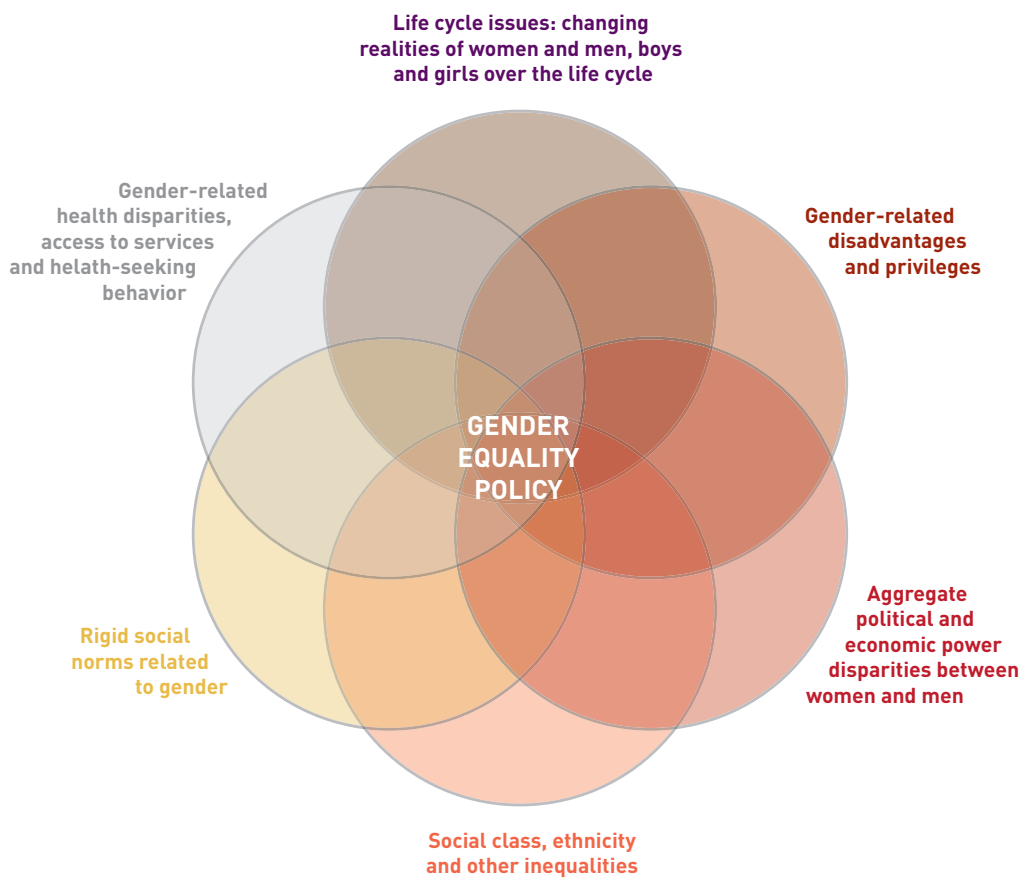 Life cycle issues: changing
realities of women and men, boys
and girls over the life cycle
Gender-related
health disparities,
access to services
and helath-seeking
behavior
Gender-related
disadvantages
and privileges
GENDER
EQUALITY
POLICY
Aggregate
political and
economic power
disparities between
women and men
Rigid social
norms related
to gender
Social class, ethnicity
and other inequalities